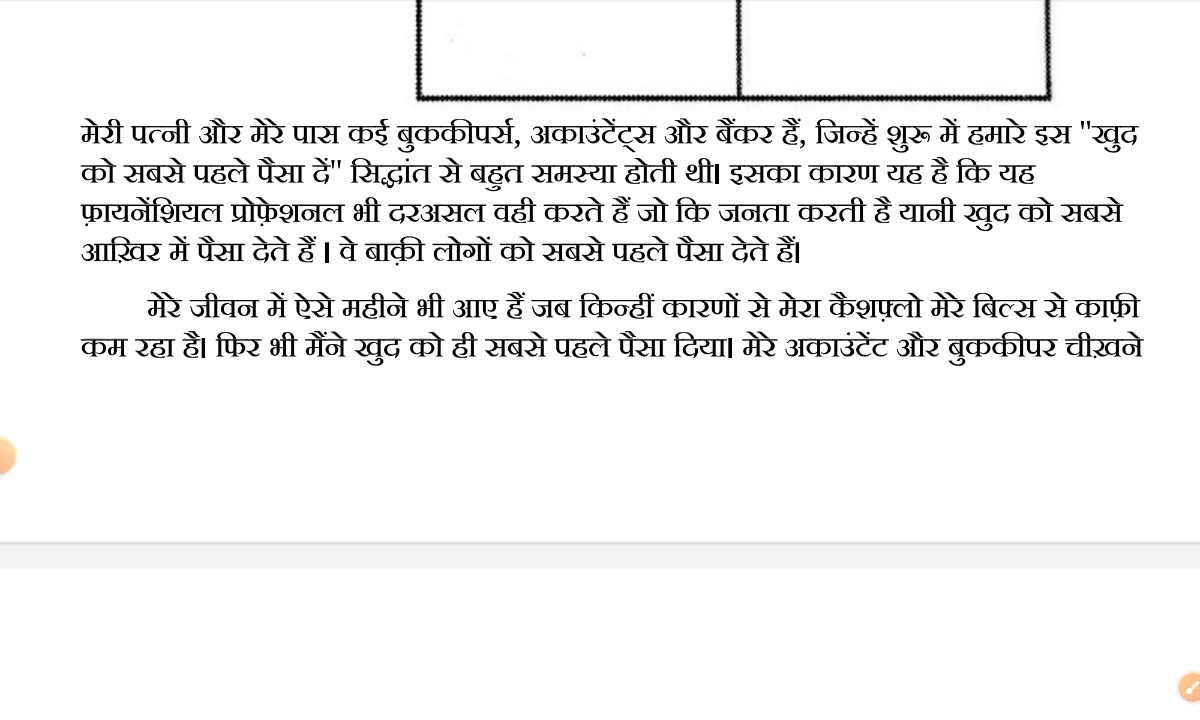 मेरी पत्नी और मेरे पास कई बुककीपर्स, अकाउंटेंट्स और बैंकर हैं, जिन्हें शुरू में हमारे इस "खुद
को सबसे पहले पैसा दें" सिद्धांत से बहुत समस्या होती थी। इसका कारण यह है कि यह
फ़ायनेंशियल प्रोफ़ेशनल भी दरअसल वही करते हैं जो कि जनता करती है यानी खुद को सबसे
आख़िर में पैसा देते हैं । वे बाक़ी लोगों को सबसे पहले पैसा देते हैं।
मेरे जीवन में ऐसे महीने भी आए हैं जब किन्हीं कारणों से मेरा कैशफ़्लो मेरे बिल्स से काफ़ी
कम रहा है। फिर भी मैंने खुद को ही सबसे पहले पैसा दिया। मेरे अकाउंटेंट और बुककीपर चीख़ने